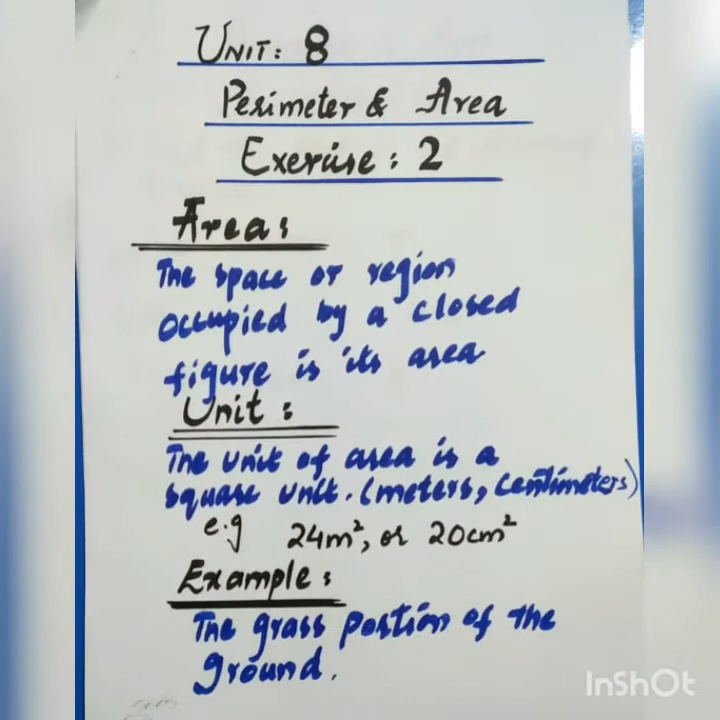 UNIT: 8
Perimeter & Area
Exercise: 2
Area:
The space or region
occupied by a closed
figure is its area
Unit:
The unit of area is a
square unit. (meters, centimeters)
e.g 24m², or 20cm²
Example:
The grass portion of the
ground.
InShOt